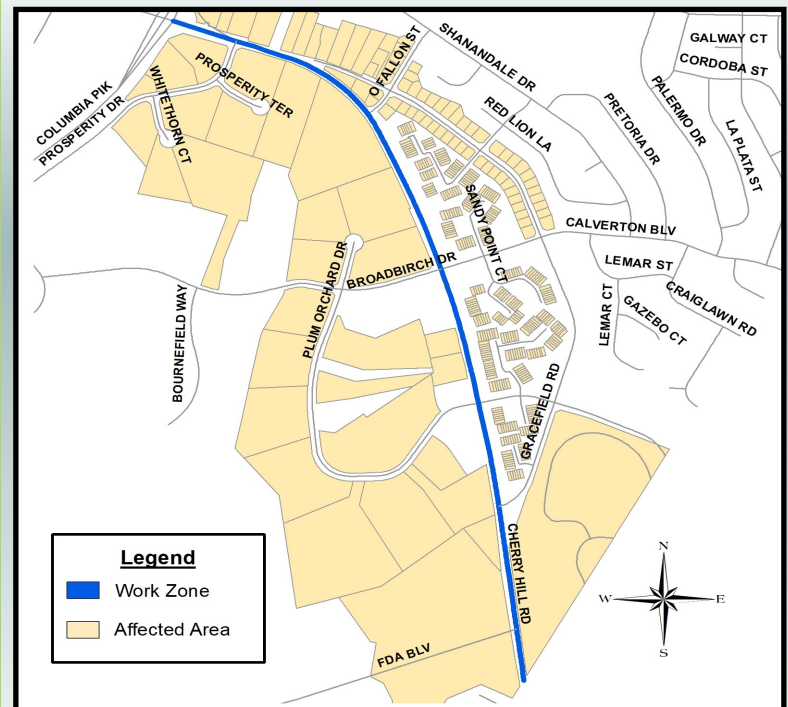 GALWAY CT
CORDOBA ST
SHANANDALE DR
O FALLON ST
PROSPERITY TER
COLUMBIA PIK
PROSPERITY DR
WHITETHORN CT
RED LION LA
PRETORIA DR
PALERMO DR
LA PLATA ST
SANDY POINT CT
CALVERTON BLV
BROADBIRCH DR
PLUM ORCHARD DR
BOURNEFIELD WAY
LEMAR ST
LEMAR CT
CRAIGLAWN RD
GAZEBO CT
GRACEFIELD RD
CHERRY HILL RD
FDA BLV
Legend
Work Zone
Affected Area
N
W
E
S